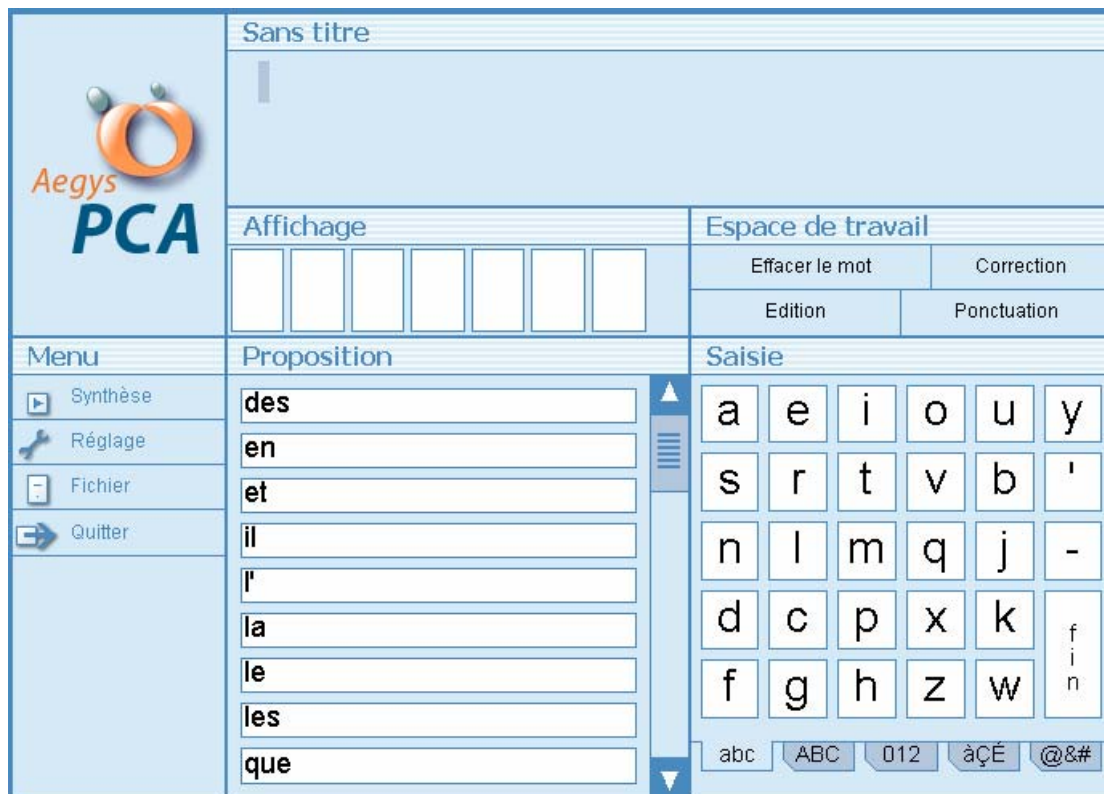 Sans titre
Aegys
PCA
Affichage
Espace de travail
Effacer le mot Correction
Edition Ponctuation
Menu
Synthèse
Réglage
Fichier
Quitter
Proposition
des
en
et
il
l'
la
le
les
que
Saisie
a e i o u y
s r t v b '
n l m q j -
d c p x k
f g h z w
fin
abc ABC 012 àÇÉ @&#